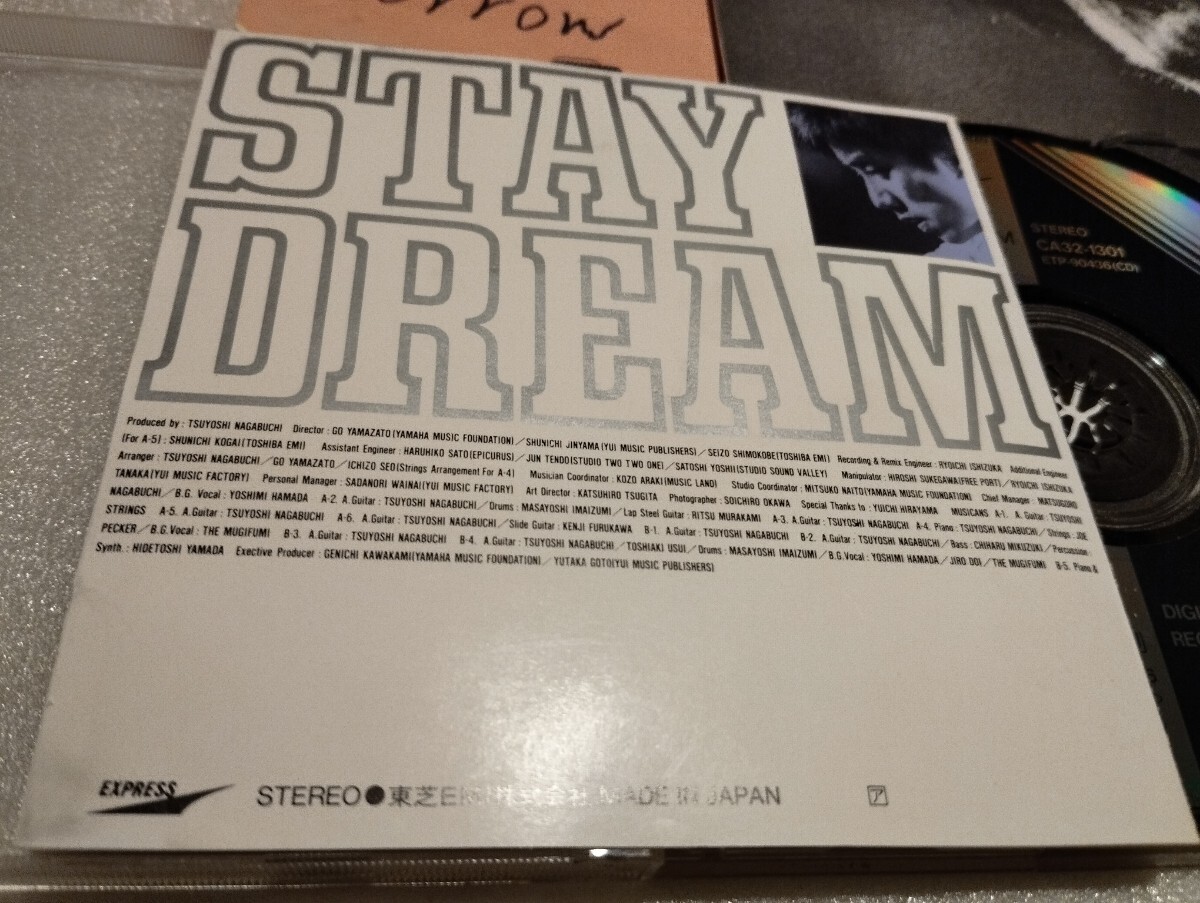 orrow
STAY
DREAM
STEREO
CA32-1301
ETP-90436(CD)
Produced by : TSUYOSHI NAGABUCHI Director : GO YAMAZATO(YAMAHA MUSIC FOUNDATION)／SHUNICHI JINYAMA(YUI MUSIC PUBLISHERS)／SEIZO SHIMOKOBE(TOSHIBA EMI) Recording & Remix Engineer : RYOICHI ISHIZUKA Additional Engineer
(For A-5) : SHUNICHI KOGAI(TOSHIBA EMI) Assistant Engineer : HARUHIKO SATO(EPICURUS)／JUN TENDO(STUDIO TWO TWO ONE)／SATOSHI YOSHII(STUDIO SOUND VALLEY) Manipulator : HIROSHI SUKEGAWA(FREE PORT)／RYOICHI ISHIZUKA
Arranger : TSUYOSHI NAGABUCHI／GO YAMAZATO／ICHIZO SEO(Strings Arrangement For A-4) Musician Coordinator : KOZO ARAKI(MUSIC LAND) Studio Coordinator : MITSUKO NAITO(YAMAHA MUSIC FOUNDATION) Chief Manager : MATSUGUNO
TANAKA(YUI MUSIC FACTORY) Personal Manager : SADANORI WAINAI(YUI MUSIC FACTORY) Art Director : KATSUHIRO TSUGITA Photographer : SOICHIRO OKAWA Special Thanks to : YUICHI HIRAYAMA MUSICANS A-1. A.Guitar : TSUYOSHI
NAGABUCHI／B.G. Vocal : YOSHIMI HAMADA A-2. A.Guitar : TSUYOSHI NAGABUCHI／Drums : MASAYOSHI IMAIZUMI／Lap Steel Guitar : RITSU MURAKAMI A-3. A.Guitar : TSUYOSHI NAGABUCHI A-4. Piano : TSUYOSHI NAGABUCHI／Strings : JOE
STRINGS A-5. A.Guitar : TSUYOSHI NAGABUCHI A-6. A.Guitar : TSUYOSHI NAGABUCHI／Slide Guitar : KENJI FURUKAWA B-1. A.Guitar : TSUYOSHI NAGABUCHI B-2. A.Guitar : TSUYOSHI NAGABUCHI／Bass : CHIHARU MIKUZUKI／Percussion :
PECKER／B.G.Vocal : THE MUGIFUMI B-3. A.Guitar : TSUYOSHI NAGABUCHI B-4. A.Guitar : TSUYOSHI NAGABUCHI／TOSHIAKI USUI／Drums : MASAYOSHI IMAIZUMI／B.G.Vocal : YOSHIMI HAMADA／JIRO DOI／THE MUGIFUMI B-5. Piano &
Synth. : HIDETOSHI YAMADA Exective Producer : GENICHI KAWAKAMI(YAMAHA MUSIC FOUNDATION)／YUTAKA GOTO(YUI MUSIC PUBLISHERS)
EXPRESS
STEREO●東芝EMI株式会社 MADE IN JAPAN ア
DIGI
RE